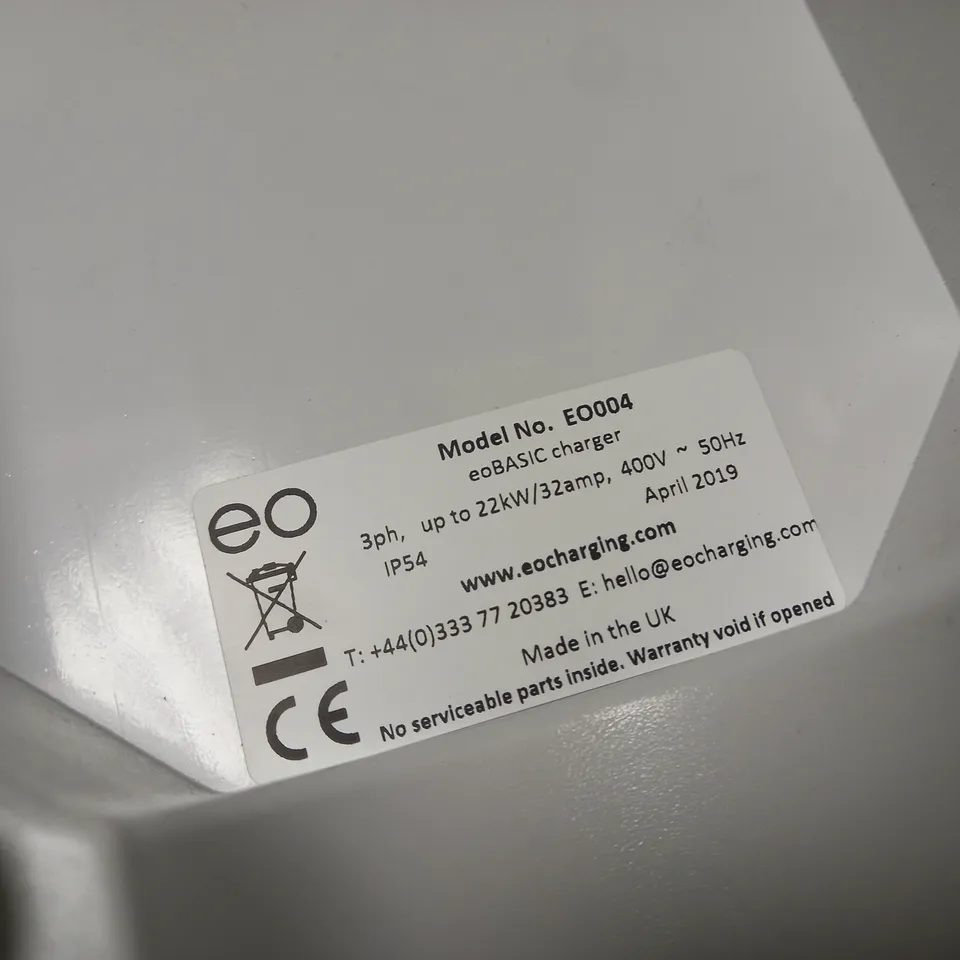 eo
Model No. EO004
eoBASIC charger
3ph, up to 22kW/32amp, 400V ~ 50Hz
IP54 April 2019
www.eocharging.com
T: +44(0)333 77 20383 E: hello@eocharging.com
Made in the UK
No serviceable parts inside. Warranty void if opened
CE